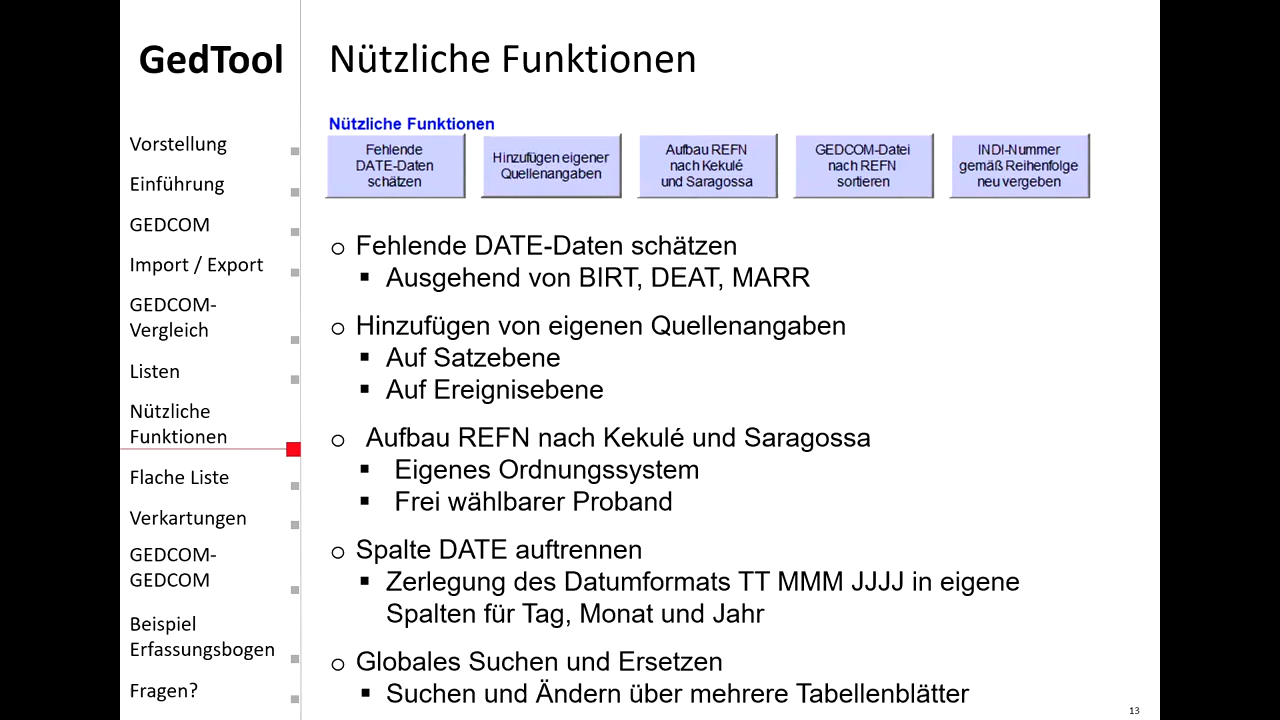 GedTool
Nützliche Funktionen
Vorstellung
Einführung
GEDCOM
Import / Export
GEDCOM-
Vergleich
Listen
Nützliche
Funktionen
Flache Liste
Verkartungen
GEDCOM-
GEDCOM
Beispiel
Erfassungsbogen
Fragen?
Nützliche Funktionen
Fehlende
DATE-Daten
schätzen
Hinzufügen eigener
Quellenangaben
Aufbau REFN
nach Kekulé
und Saragossa
GEDCOM-Datei
nach REFN
sortieren
INDI-Nummer
gemäß Reihenfolge
neu vergeben
o Fehlende DATE-Daten schätzen
▪ Ausgehend von BIRT, DEAT, MARR
o Hinzufügen von eigenen Quellenangaben
▪ Auf Satzebene
▪ Auf Ereignisebene
o Aufbau REFN nach Kekulé und Saragossa
▪ Eigenes Ordnungssystem
▪ Frei wählbarer Proband
o Spalte DATE auftrennen
▪ Zerlegung des Datumformats TT MMM JJJJ in eigene
Spalten für Tag, Monat und Jahr
o Globales Suchen und Ersetzen
▪ Suchen und Ändern über mehrere Tabellenblätter
13